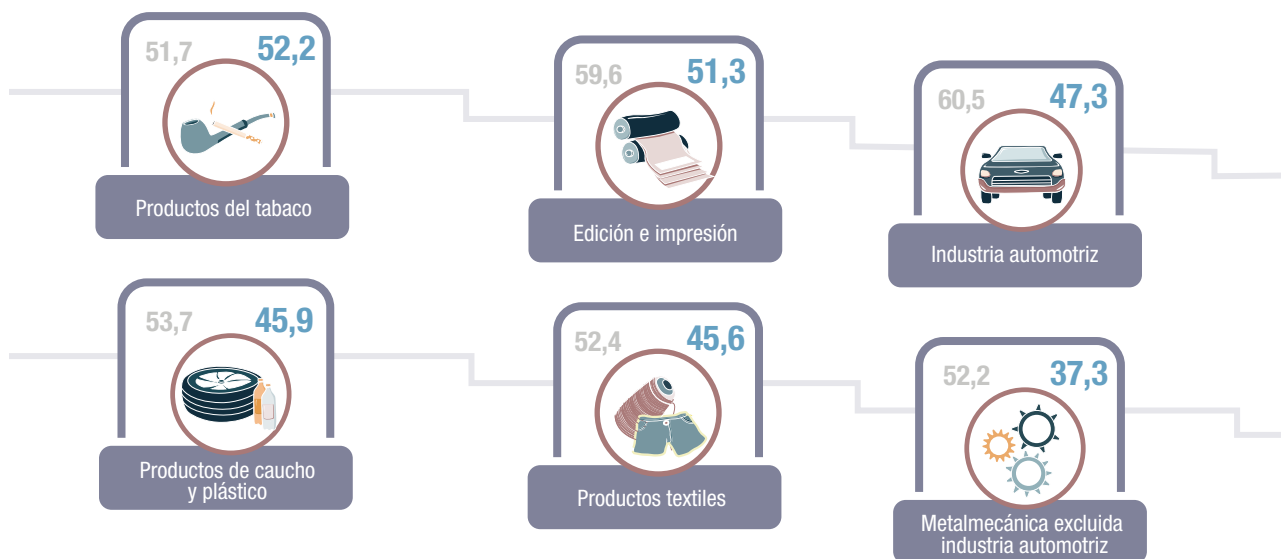 51,7 52,2
Productos del tabaco
59,6 51,3
Edición e impresión
60,5 47,3
Industria automotriz
53,7 45,9
Productos de caucho
y plástico
52,4 45,6
Productos textiles
52,2 37,3
Metalmecánica excluida
industria automotriz